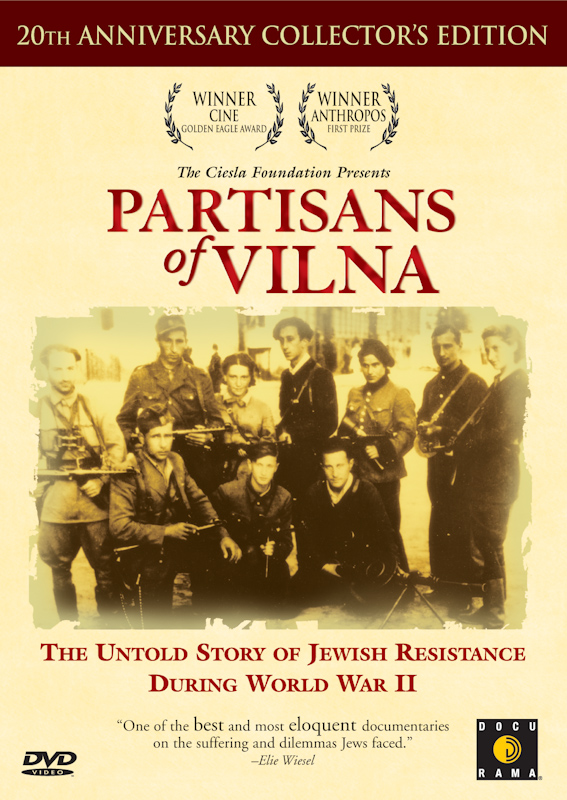 20TH ANNIVERSARY COLLECTOR'S EDITION
WINNER
CINE
GOLDEN EAGLE AWARD
WINNER
ANTHROPOS
FIRST PRIZE
The Ciesla Foundation Presents
PARTISANS
of VILNA
THE UNTOLD STORY OF JEWISH RESISTANCE
DURING WORLD WAR II
“One of the best and most eloquent documentaries
on the suffering and dilemmas Jews faced.”
–Elie Wiesel
DVD
VIDEO
DOCU
RAMA®